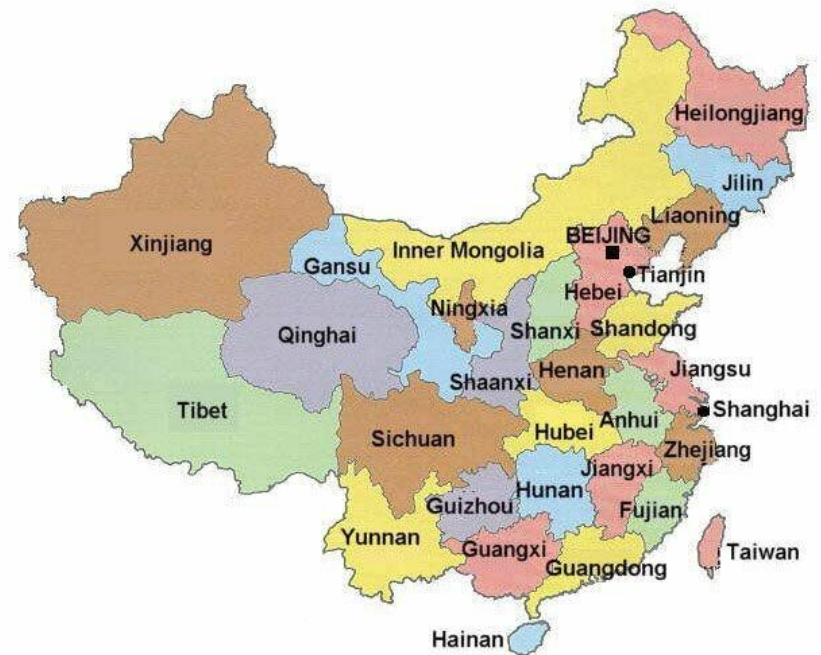 Heilongjiang
Jilin
Liaoning
BEIJING
Xinjiang
Inner Mongolia
Gansu
Tianjin
Hebei
Ningxia
Qinghai
Shanxi
Shandong
Henan
Jiangsu
Shaanxi
Tibet
Shanghai
Anhui
Hubei
Sichuan
Zhejiang
Jiangxi
Hunan
Guizhou
Fujian
Yunnan
Guangxi
Taiwan
Guangdong
Hainan